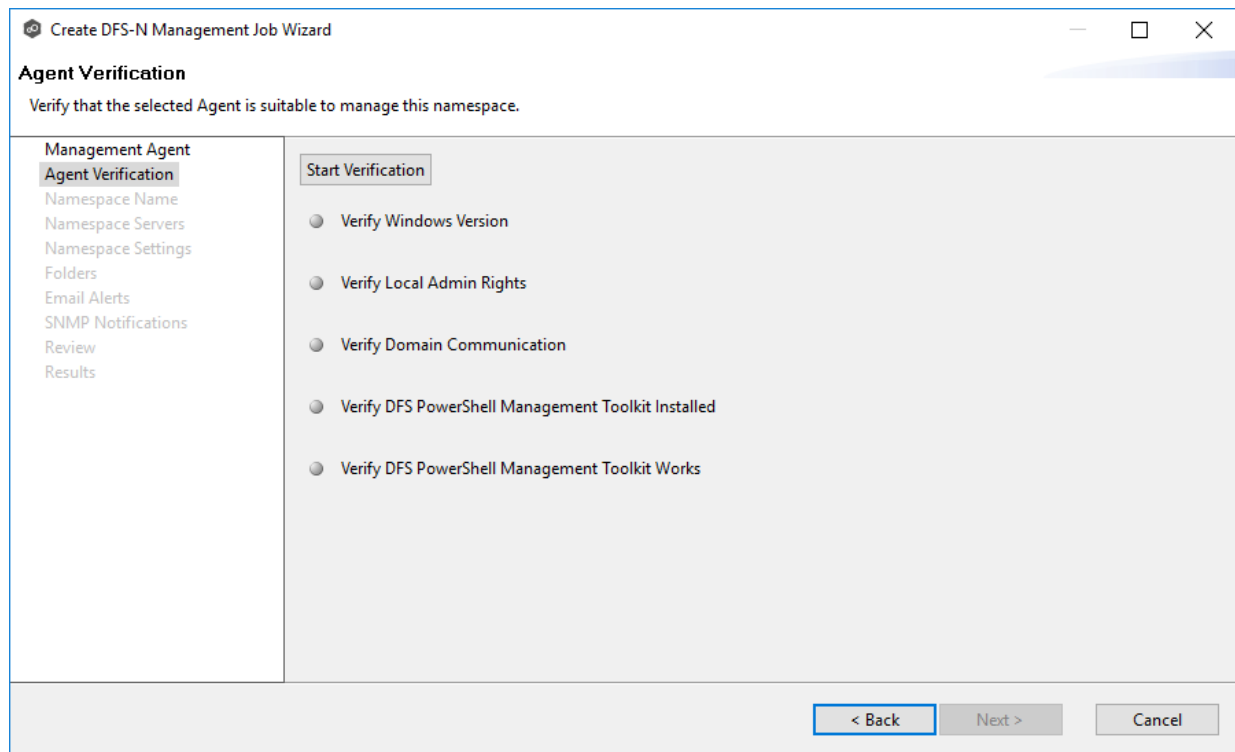 Create DFS-N Management Job Wizard
Agent Verification
Verify that the selected Agent is suitable to manage this namespace.
Management Agent
Agent Verification
Namespace Name
Namespace Servers
Namespace Settings
Folders
Email Alerts
SNMP Notifications
Review
Results
Start Verification
Verify Windows Version
Verify Local Admin Rights
Verify Domain Communication
Verify DFS PowerShell Management Toolkit Installed
Verify DFS PowerShell Management Toolkit Works
< Back
Next >
Cancel